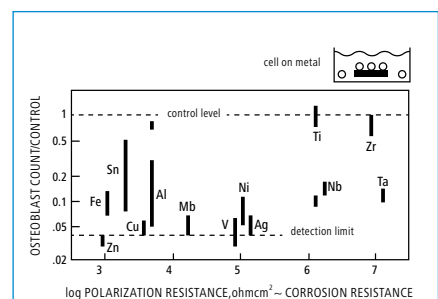 cell on metal
OSTEOBLAST COUNT/CONTROL
1
0.5
0.2
0.1
.05
.02
control level
detection limit
Fe
Sn
Zn
Cu
Al
Mb
V
Ni
Ag
Ti
Nb
Zr
Ta
3 4 5 6 7
log POLARIZATION RESISTANCE,ohmcm² ~ CORROSION RESISTANCE